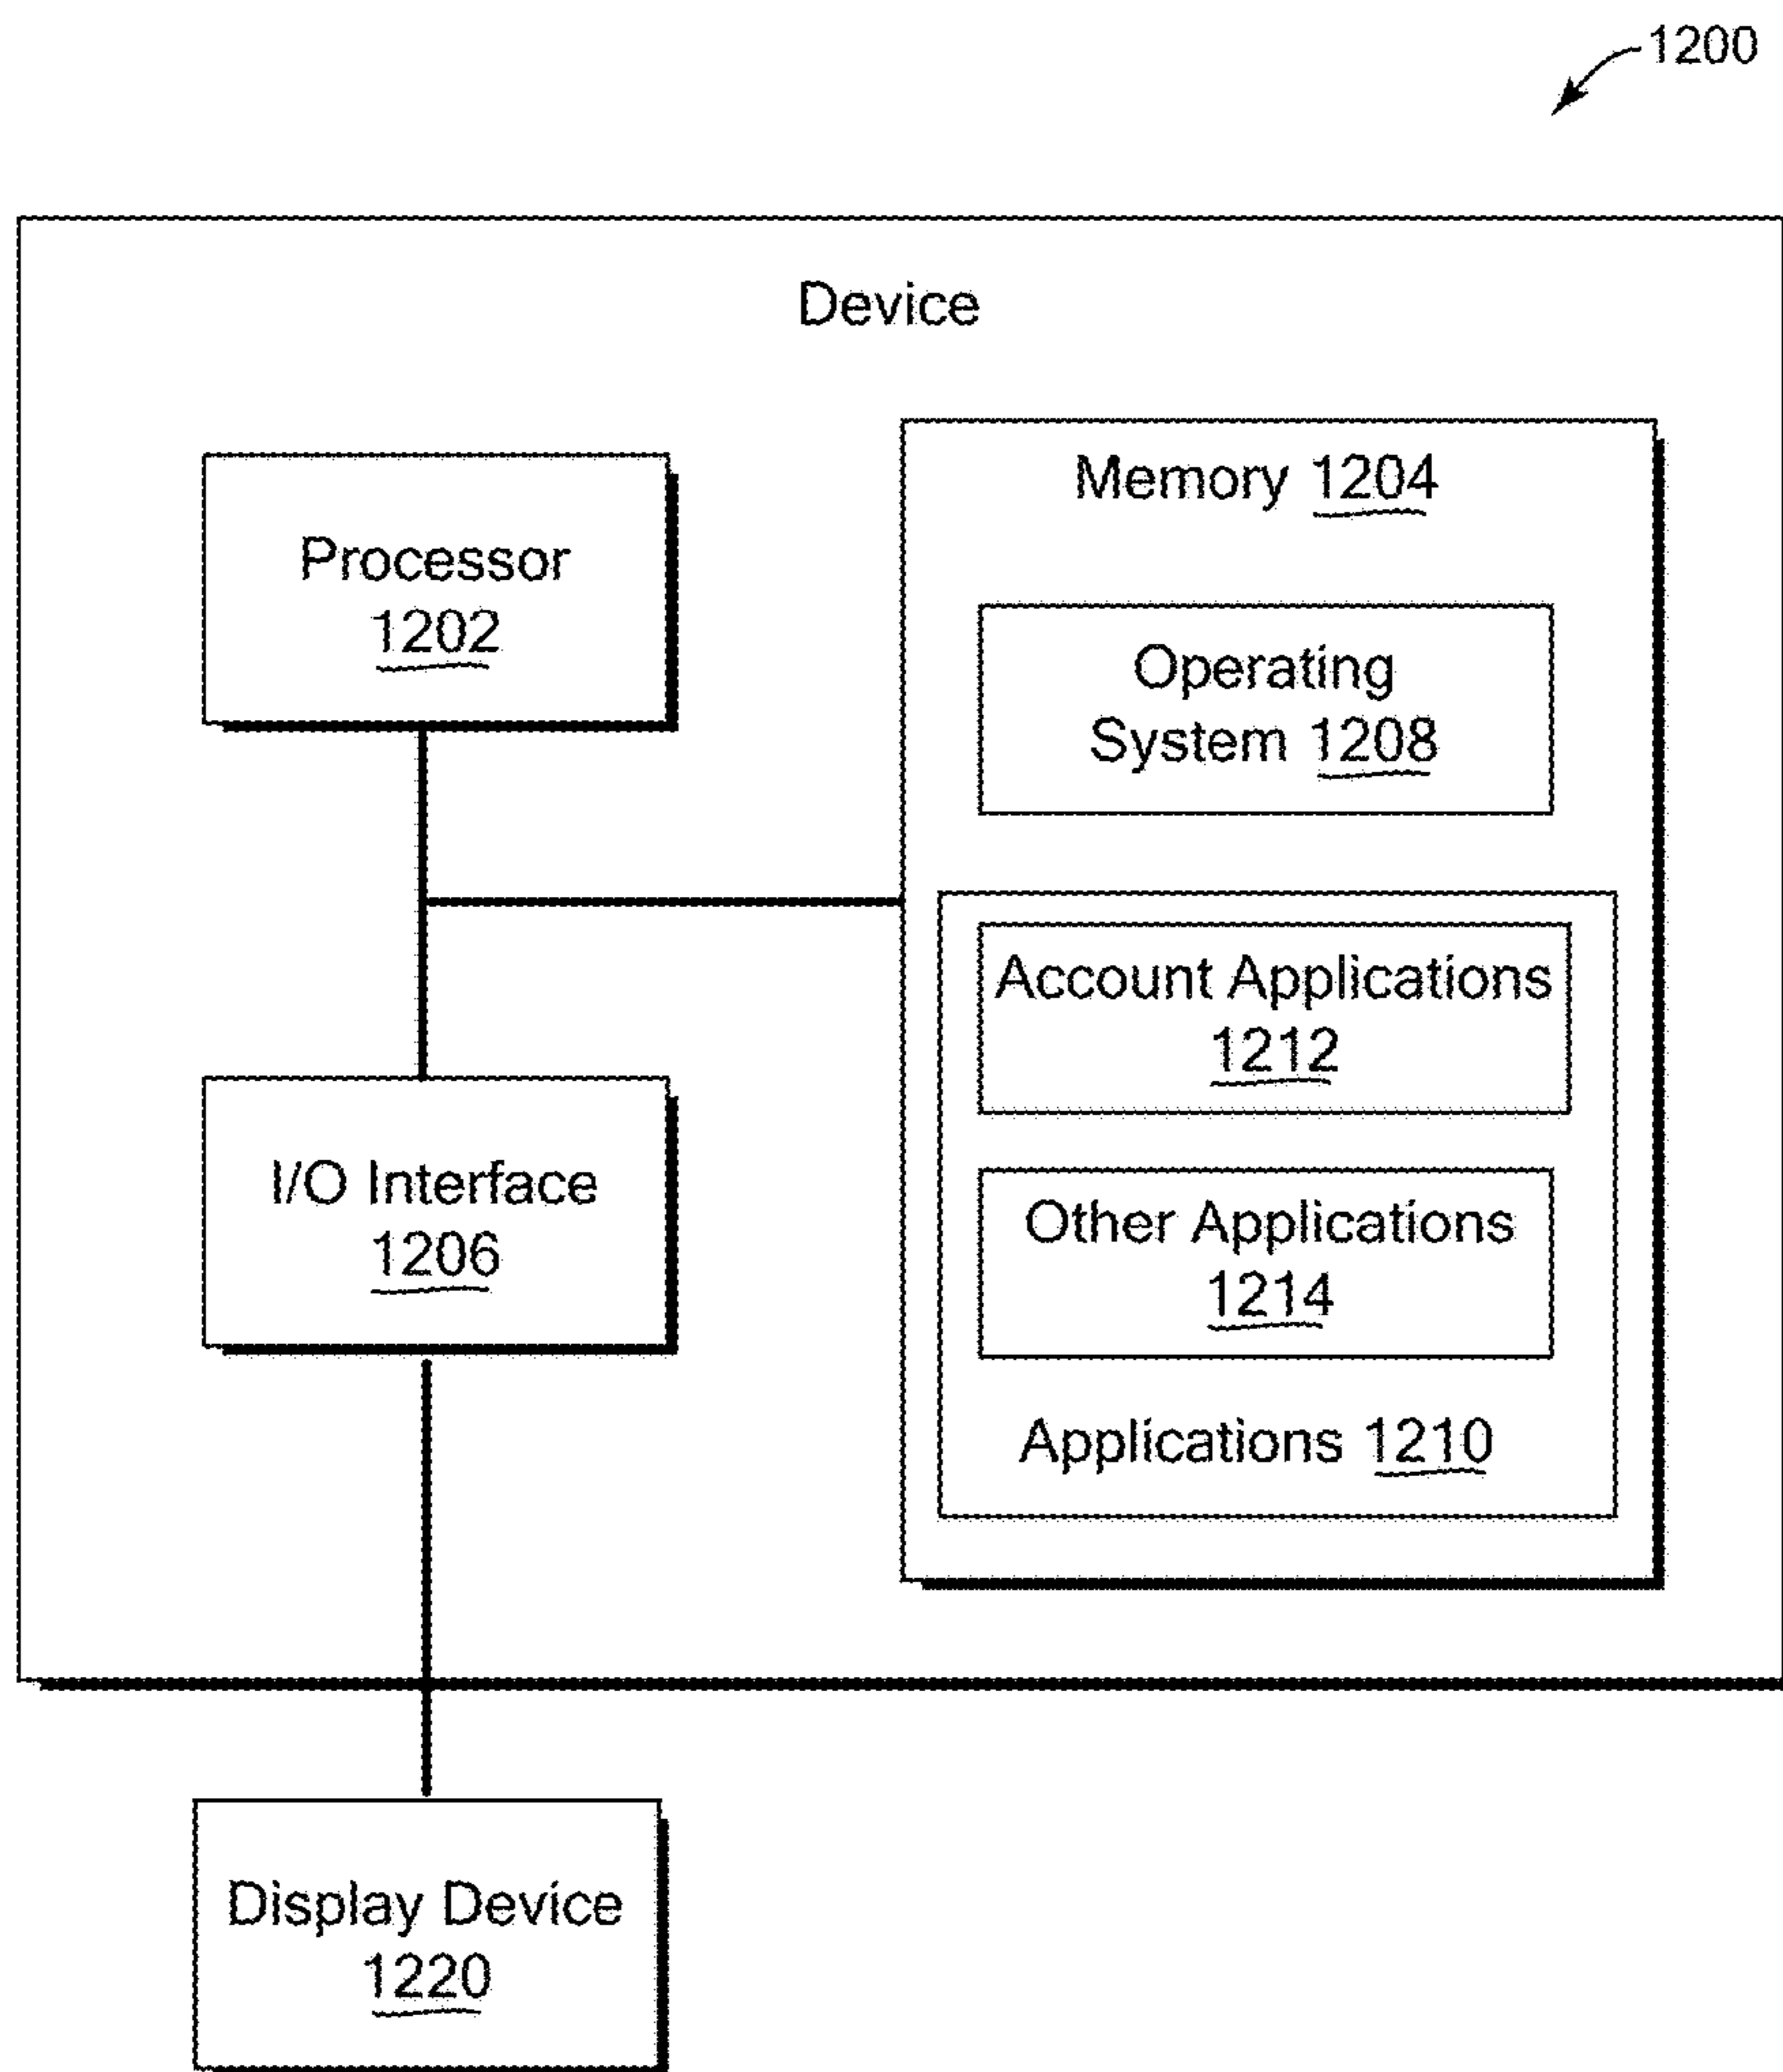 1200
Device
Processor
1202
Memory 1204
Operating
System 1208
Account Applications
1212
I/O Interface
1206
Other Applications
1214
Applications 1210
Display Device
1220